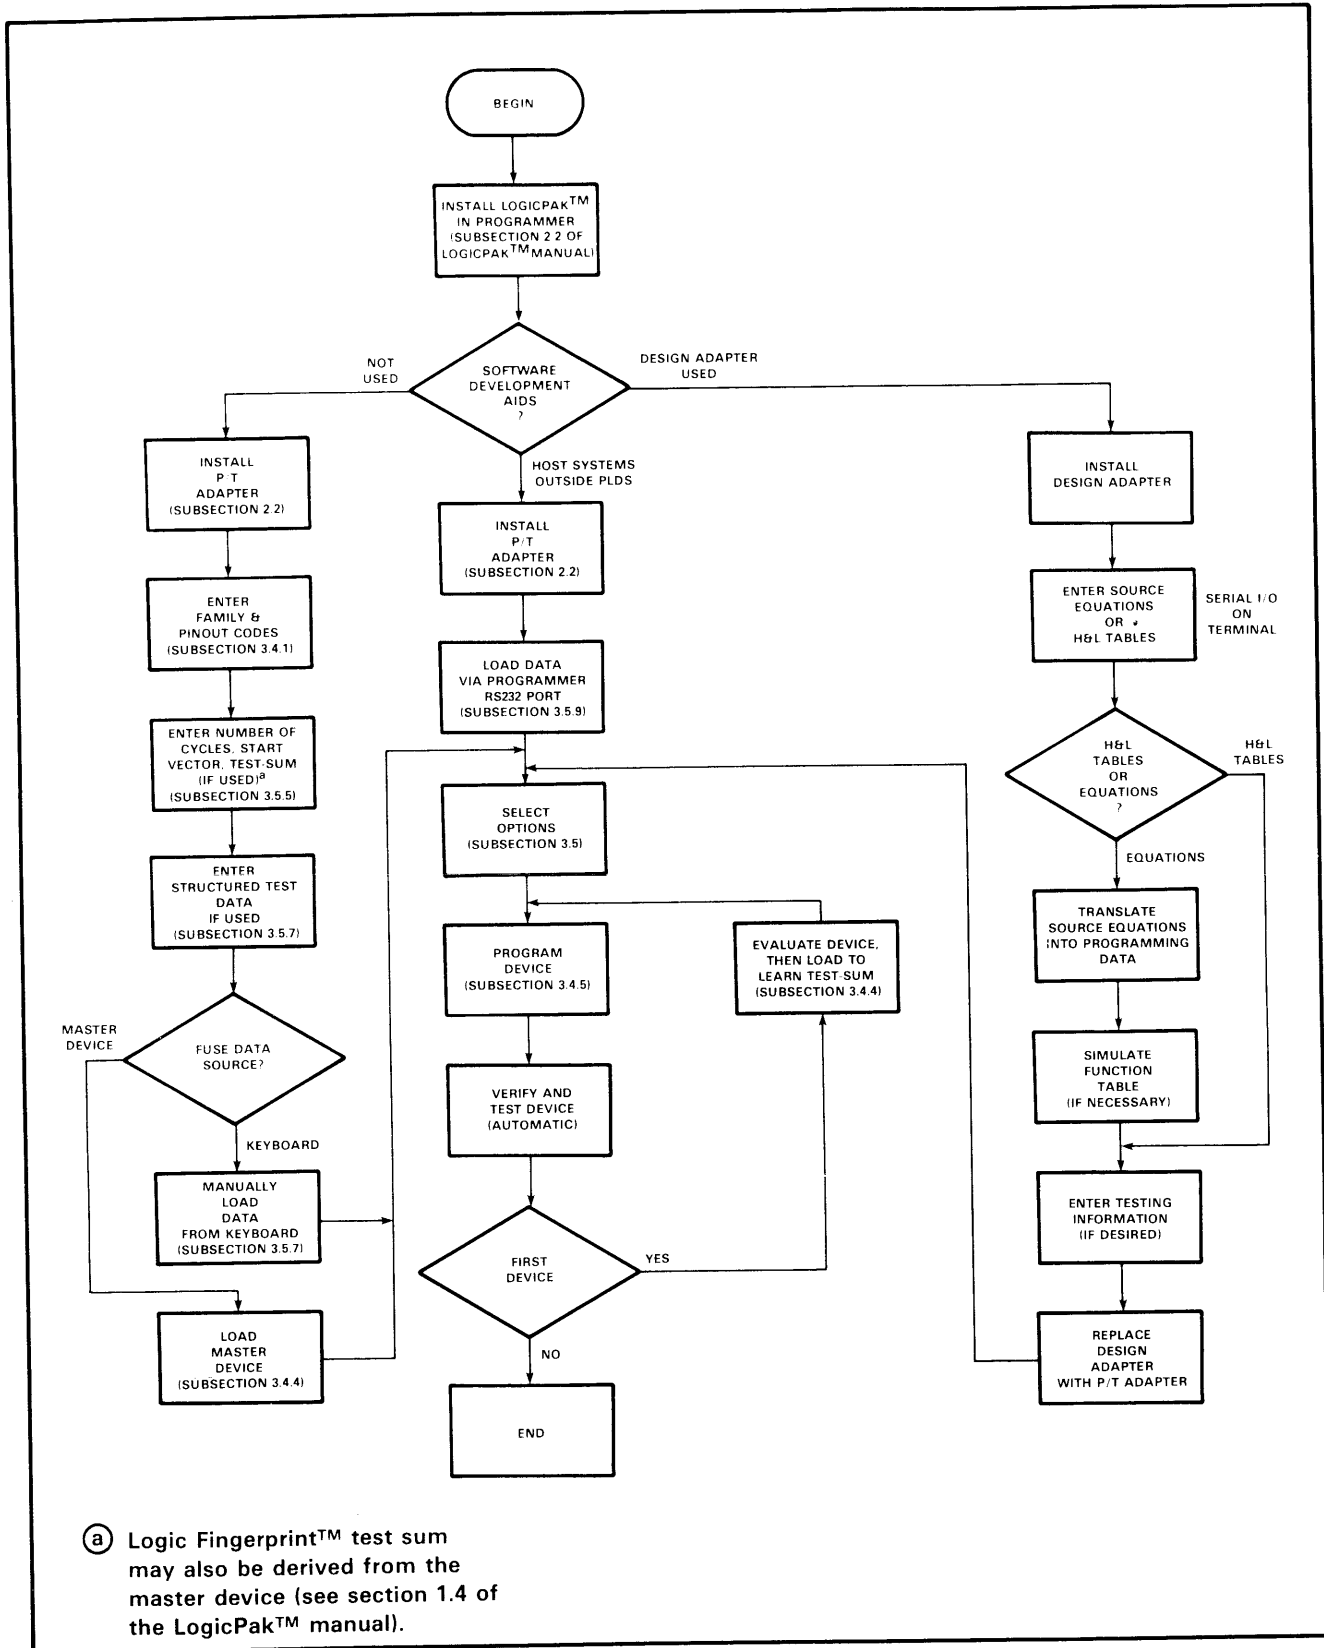 BEGIN
INSTALL LOGICPAK™
IN PROGRAMMER
(SUBSECTION 2.2 OF
LOGICPAK™ MANUAL)
SOFTWARE
DEVELOPMENT
AIDS
?
NOT
USED
DESIGN ADAPTER
USED
HOST SYSTEMS
OUTSIDE PLDS
INSTALL
P/T
ADAPTER
(SUBSECTION 2.2)
ENTER
FAMILY &
PINOUT CODES
(SUBSECTION 3.4.1)
ENTER NUMBER OF
CYCLES, START
VECTOR, TEST-SUM
(IF USED)ᵃ
(SUBSECTION 3.5.5)
ENTER
STRUCTURED TEST
DATA
IF USED
(SUBSECTION 3.5.7)
FUSE DATA
SOURCE?
MASTER
DEVICE
KEYBOARD
MANUALLY
LOAD
DATA
FROM KEYBOARD
(SUBSECTION 3.5.7)
LOAD
MASTER
DEVICE
(SUBSECTION 3.4.4)
INSTALL
P/T
ADAPTER
(SUBSECTION 2.2)
LOAD DATA
VIA PROGRAMMER
RS232 PORT
(SUBSECTION 3.5.9)
SELECT
OPTIONS
(SUBSECTION 3.5)
PROGRAM
DEVICE
(SUBSECTION 3.4.5)
VERIFY AND
TEST DEVICE
(AUTOMATIC)
FIRST
DEVICE
YES
NO
END
EVALUATE DEVICE,
THEN LOAD TO
LEARN TEST-SUM
(SUBSECTION 3.4.4)
INSTALL
DESIGN ADAPTER
ENTER SOURCE
EQUATIONS
OR
H&L TABLES
SERIAL I/O
ON
TERMINAL
H&L
TABLES
OR
EQUATIONS
?
H&L
TABLES
EQUATIONS
TRANSLATE
SOURCE EQUATIONS
INTO PROGRAMMING
DATA
SIMULATE
FUNCTION
TABLE
(IF NECESSARY)
ENTER TESTING
INFORMATION
(IF DESIRED)
REPLACE
DESIGN
ADAPTER
WITH P/T ADAPTER
ⓐ Logic Fingerprint™ test sum
may also be derived from the
master device (see section 1.4 of
the LogicPak™ manual).